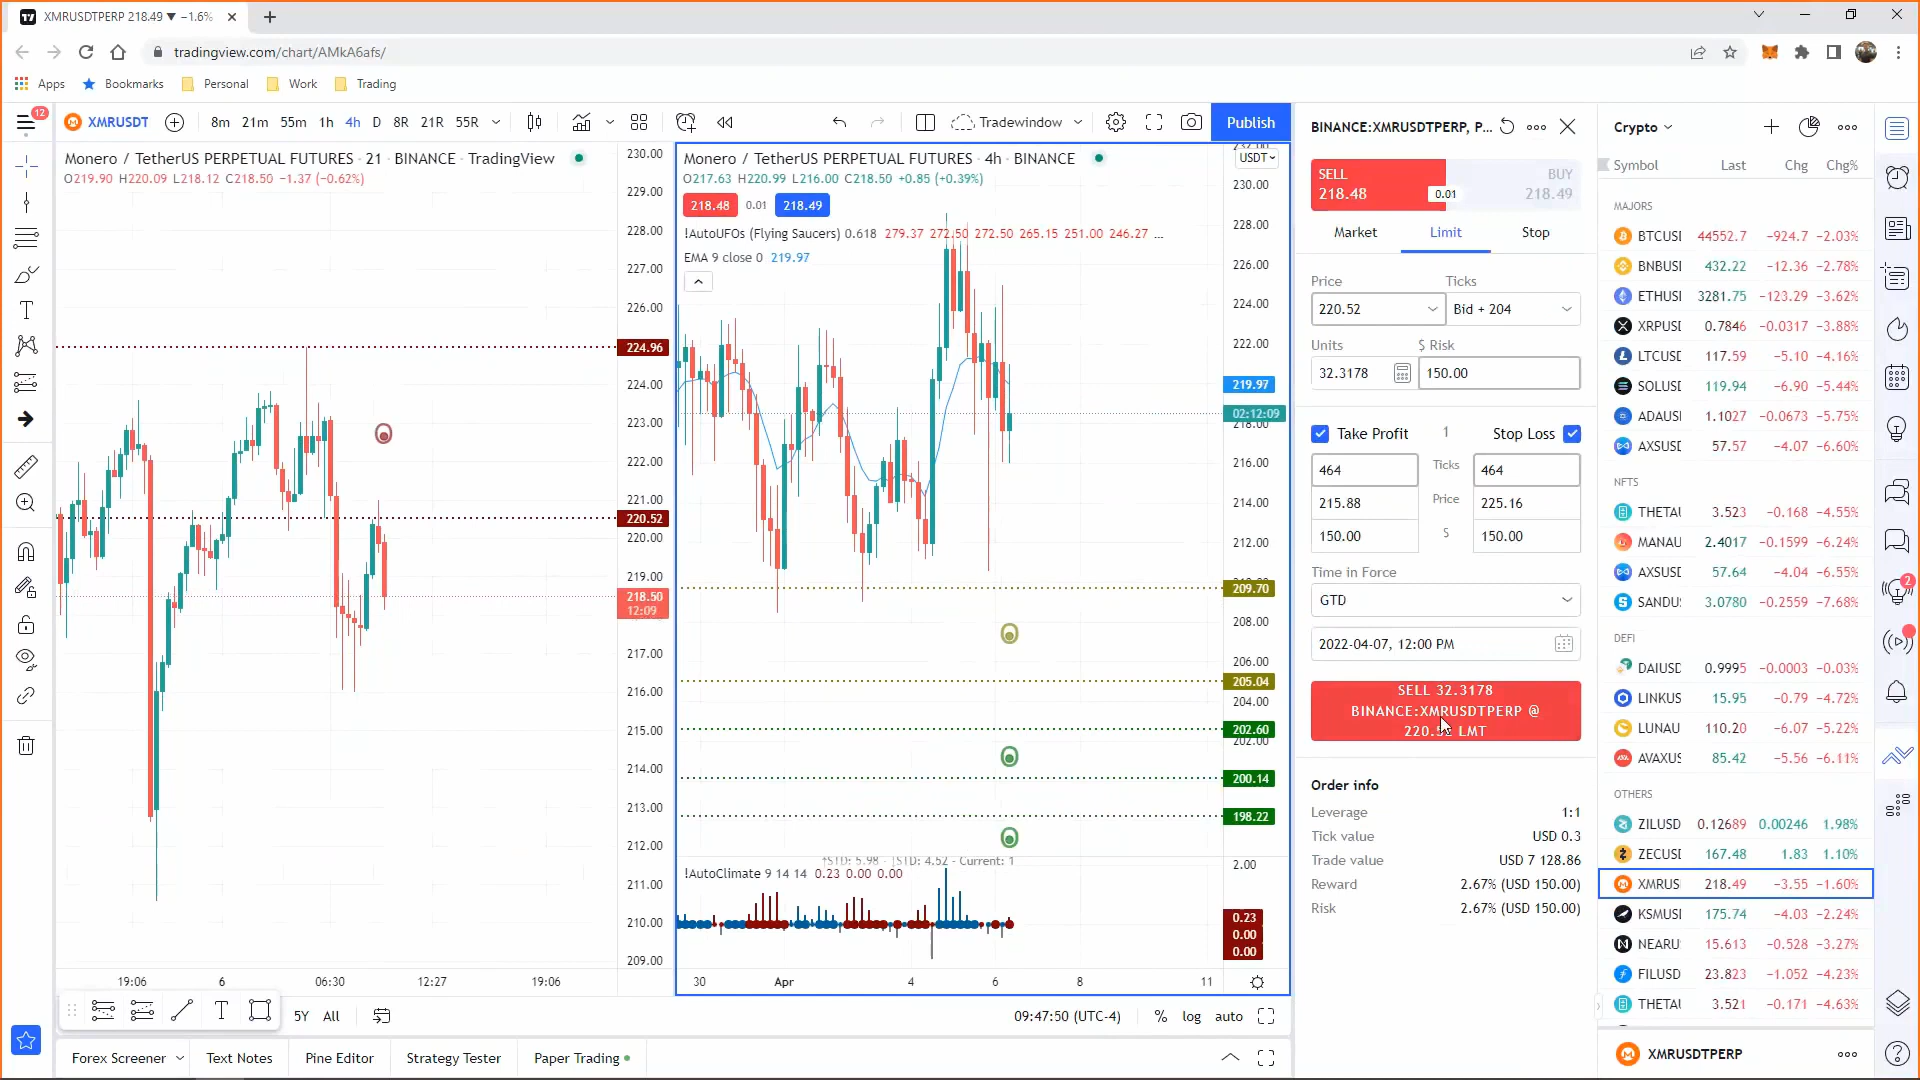 XMRUSDTPERP 218.49 ▼ −1.6%
tradingview.com/chart/AMkA6afs/
Apps Bookmarks Personal Work Trading
12
XMRUSDT 8m 21m 55m 1h 4h D 8R 21R 55R Tradewindow Publish
Monero / TetherUS PERPETUAL FUTURES · 21 · BINANCE · TradingView
O219.90 H220.09 L218.12 C218.50 −1.37 (−0.62%)
230.00
229.00
228.00
227.00
226.00
224.96
224.00
223.00
222.00
221.00
220.52
220.00
219.00
218.50
12:09
217.00
216.00
215.00
214.00
213.00
212.00
211.00
210.00
209.00
19:06 6 06:30 12:27 19:06
Monero / TetherUS PERPETUAL FUTURES · 4h · BINANCE
O217.63 H220.99 L216.00 C218.50 +0.85 (+0.39%)
218.48 0.01 218.49
!AutoUFOs (Flying Saucers) 0.618 279.37 272.50 272.50 265.15 251.00 246.27 ...
EMA 9 close 0 219.97
USDT
230.00
228.00
226.00
224.00
222.00
219.97
02:12:09
218.00
216.00
214.00
212.00
209.70
208.00
206.00
205.04
204.00
202.60
202.00
200.14
198.22
↑STD: 5.98 - ↓STD: 4.52 - Current: 1
!AutoClimate 9 14 14 0.23 0.00 0.00
2.00
0.23
0.00
0.00
30 Apr 4 6 8 11
5Y All
09:47:50 (UTC-4) % log auto
Forex Screener Text Notes Pine Editor Strategy Tester Paper Trading
BINANCE:XMRUSDTPERP, P...
SELL BUY
218.48 0.01 218.49
Market Limit Stop
Price Ticks
220.52 Bid + 204
Units $ Risk
32.3178 150.00
Take Profit 1 Stop Loss
464 Ticks 464
215.88 Price 225.16
150.00 $ 150.00
Time in Force
GTD
2022-04-07, 12:00 PM
SELL 32.3178
BINANCE:XMRUSDTPERP @
220.52 LMT
Order info
Leverage 1:1
Tick value USD 0.3
Trade value USD 7 128.86
Reward 2.67% (USD 150.00)
Risk 2.67% (USD 150.00)
Crypto
Symbol Last Chg Chg%
MAJORS
BTCUSI 44552.7 −924.7 −2.03%
BNBUSI 432.22 −12.36 −2.78%
ETHUSI 3281.75 −123.29 −3.62%
XRPUSI 0.7846 −0.0317 −3.88%
LTCUSI 117.59 −5.10 −4.16%
SOLUSI 119.94 −6.90 −5.44%
ADAUSI 1.1027 −0.0673 −5.75%
AXSUSI 57.57 −4.07 −6.60%
NFTS
THETAU 3.523 −0.168 −4.55%
MANAU 2.4017 −0.1599 −6.24%
AXSUSI 57.64 −4.04 −6.55%
SANDU 3.0780 −0.2559 −7.68%
DEFI
DAIUSD 0.9995 −0.0003 −0.03%
LINKUS 15.95 −0.79 −4.72%
LUNAU 110.20 −6.07 −5.22%
AVAXUS 85.42 −5.56 −6.11%
OTHERS
ZILUSD 0.12689 0.00246 1.98%
ZECUSI 167.48 1.83 1.10%
XMRUS 218.49 −3.55 −1.60%
KSMUSI 175.74 −4.03 −2.24%
NEARU 15.613 −0.528 −3.27%
FILUSD 23.823 −1.052 −4.23%
THETAU 3.521 −0.171 −4.63%
XMRUSDTPERP
2